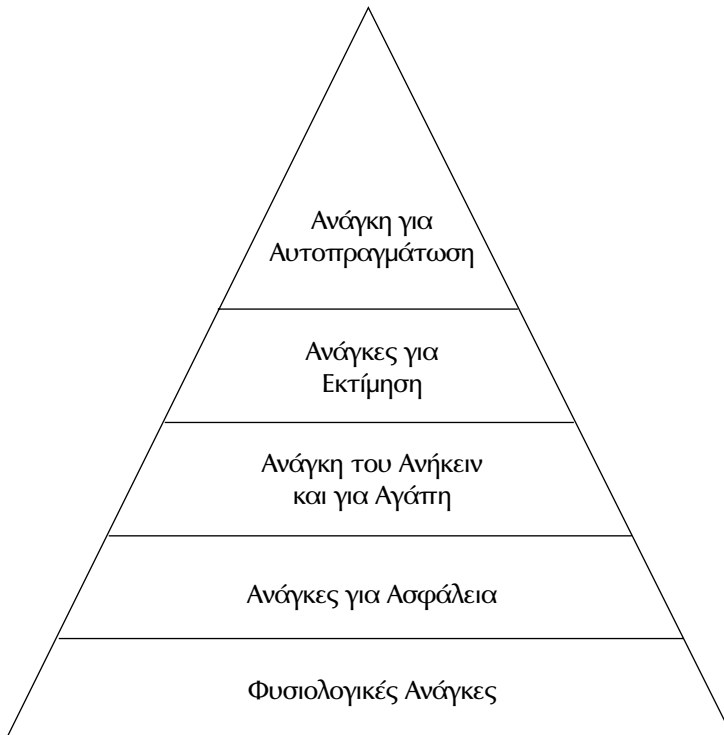 Ανάγκη για
Αυτοπραγμάτωση
Ανάγκες για
Εκτίμηση
Ανάγκη του Ανήκειν
και για Αγάπη
Ανάγκες για Ασφάλεια
Φυσιολογικές Ανάγκες